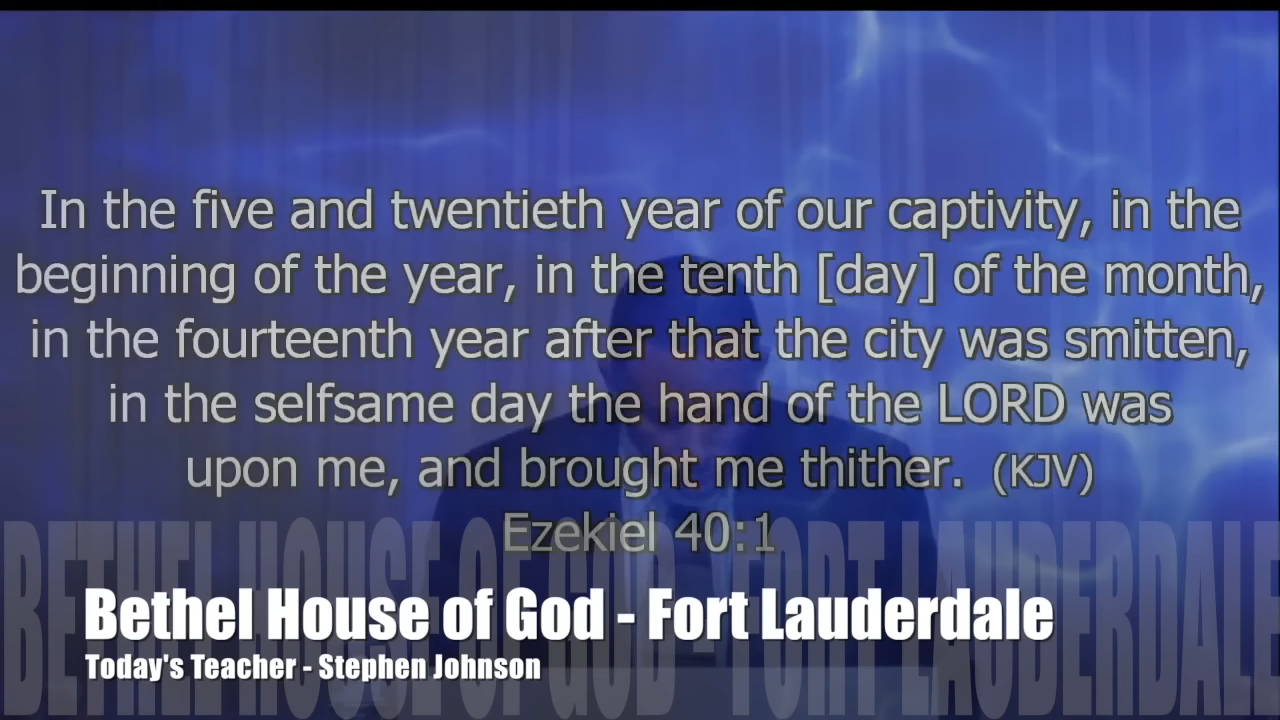 In the five and twentieth year of our captivity, in the
beginning of the year, in the tenth [day] of the month,
in the fourteenth year after that the city was smitten,
in the selfsame day the hand of the LORD was
upon me, and brought me thither. (KJV)
Ezekiel 40:1
BETHEL HOUSE OF GOD - FORT LAUDERDALE
Bethel House of God - Fort Lauderdale
Today's Teacher - Stephen Johnson